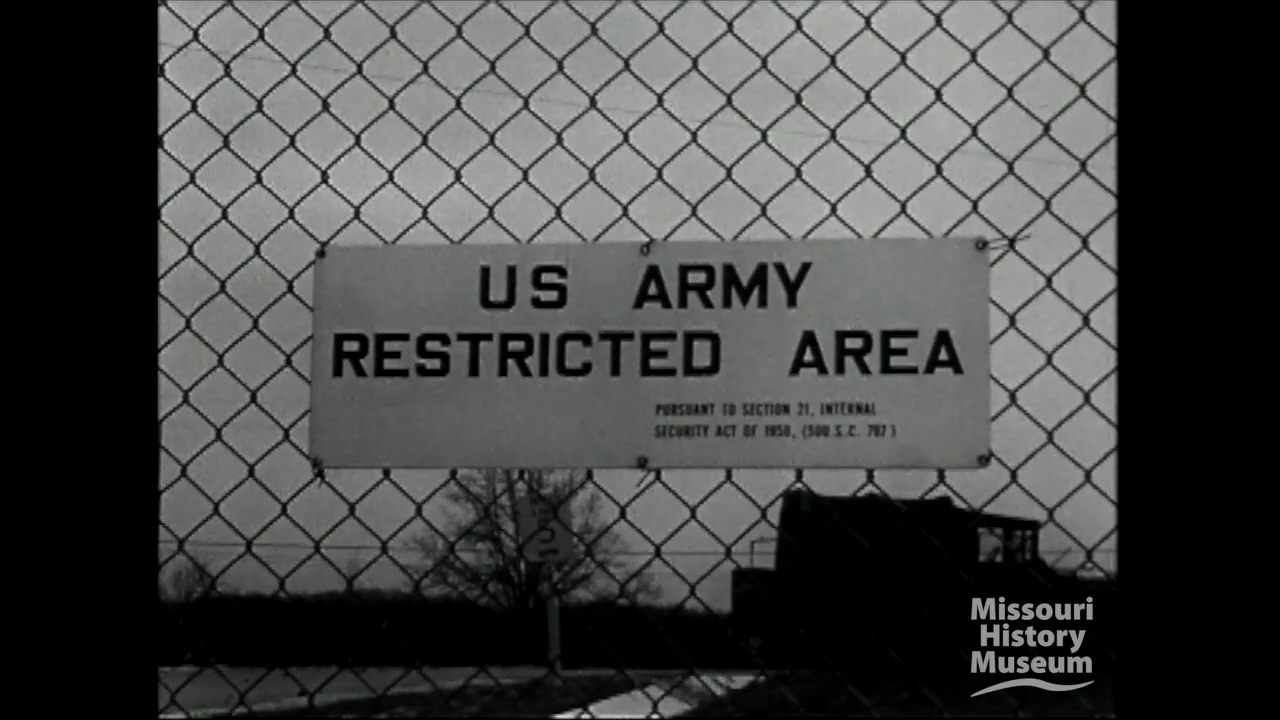 US ARMY
RESTRICTED AREA
PURSUANT TO SECTION 21, INTERNAL
SECURITY ACT OF 1950, (50U.S.C. 797)
Missouri
History
Museum